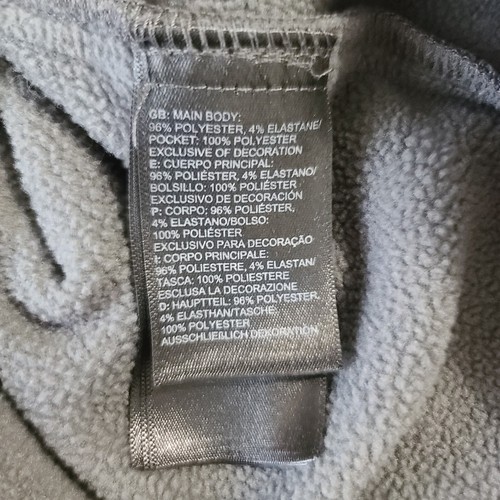 GB: MAIN BODY:
96% POLYESTER, 4% ELASTANE/
POCKET: 100% POLYESTER
EXCLUSIVE OF DECORATION
E: CUERPO PRINCIPAL:
96% POLIÉSTER, 4% ELASTANO/
BOLSILLO: 100% POLIÉSTER
EXCLUSIVO DE DECORACIÓN
P: CORPO: 96% POLIÉSTER,
4% ELASTANO/BOLSO:
100% POLIÉSTER
EXCLUSIVO PARA DECORAÇÃO
I: CORPO PRINCIPALE:
96% POLIESTERE, 4% ELASTAN/
TASCA: 100% POLIESTERE
ESCLUSA LA DECORAZIONE
D: HAUPTTEIL: 96% POLYESTER,
4% ELASTHAN/TASCHE:
100% POLYESTER
AUSSCHLIEßLICH DEKORATION